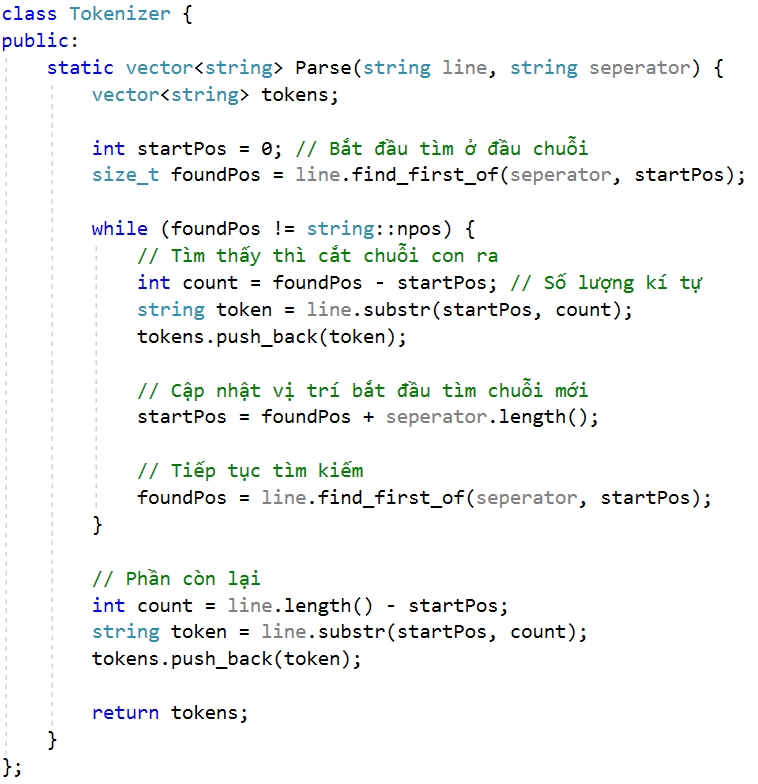 class Tokenizer {
public:
    static vector<string> Parse(string line, string seperator) {
        vector<string> tokens;

        int startPos = 0; // Bắt đầu tìm ở đầu chuỗi
        size_t foundPos = line.find_first_of(seperator, startPos);

        while (foundPos != string::npos) {
            // Tìm thấy thì cắt chuỗi con ra
            int count = foundPos - startPos; // Số lượng kí tự
            string token = line.substr(startPos, count);
            tokens.push_back(token);

            // Cập nhật vị trí bắt đầu tìm chuỗi mới
            startPos = foundPos + seperator.length();

            // Tiếp tục tìm kiếm
            foundPos = line.find_first_of(seperator, startPos);
        }

        // Phần còn lại
        int count = line.length() - startPos;
        string token = line.substr(startPos, count);
        tokens.push_back(token);

        return tokens;
    }
};